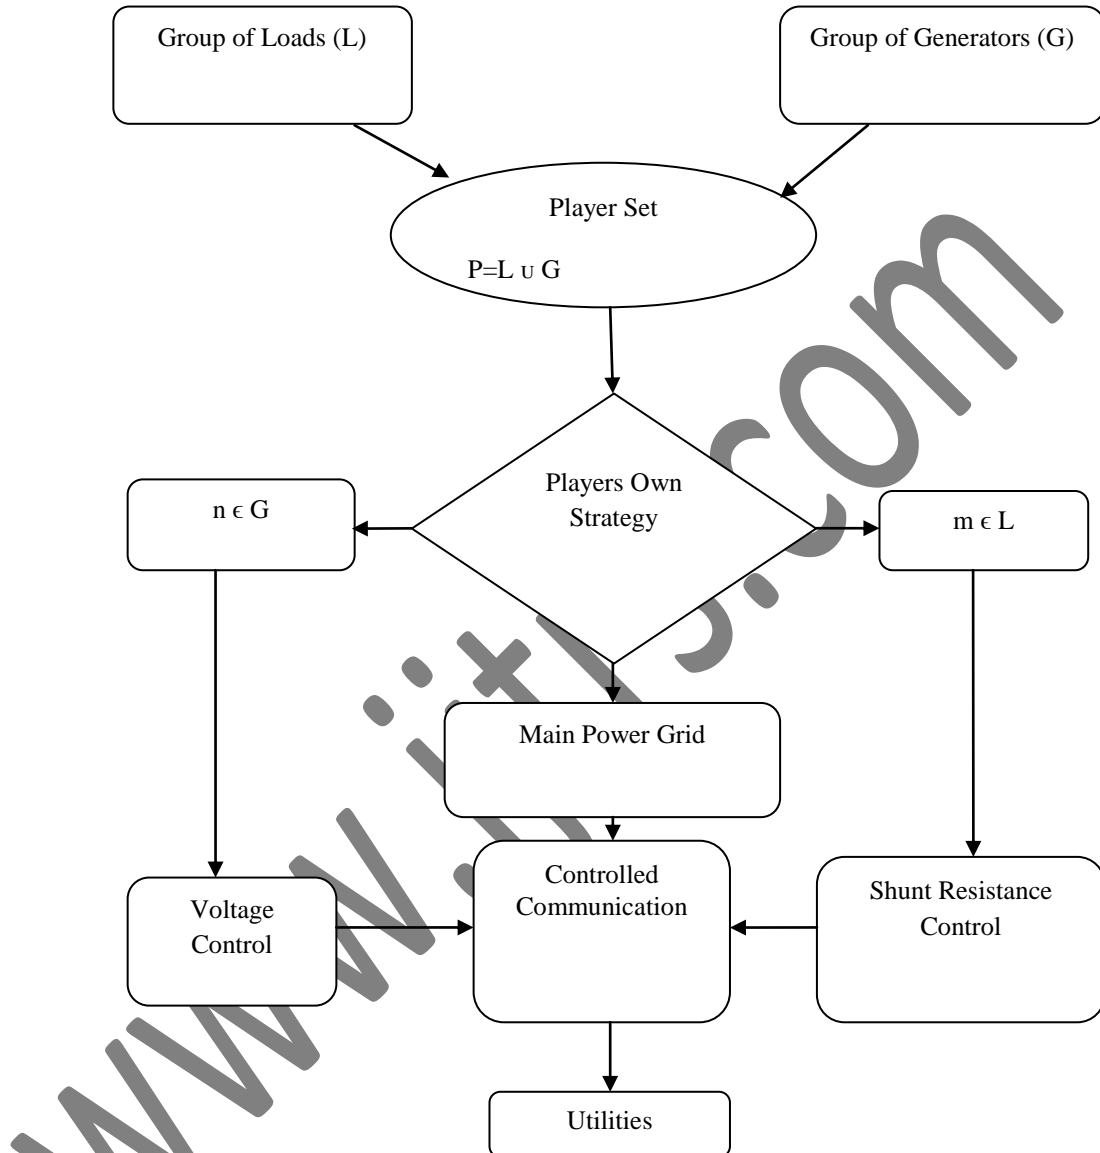 Group of Loads (L)
Group of Generators (G)
Player Set
P=L ᴜ G
Players Own
Strategy
n ϵ G
m ϵ L
Main Power Grid
Voltage
Control
Controlled
Communication
Shunt Resistance
Control
Utilities
www.ijtrs.com